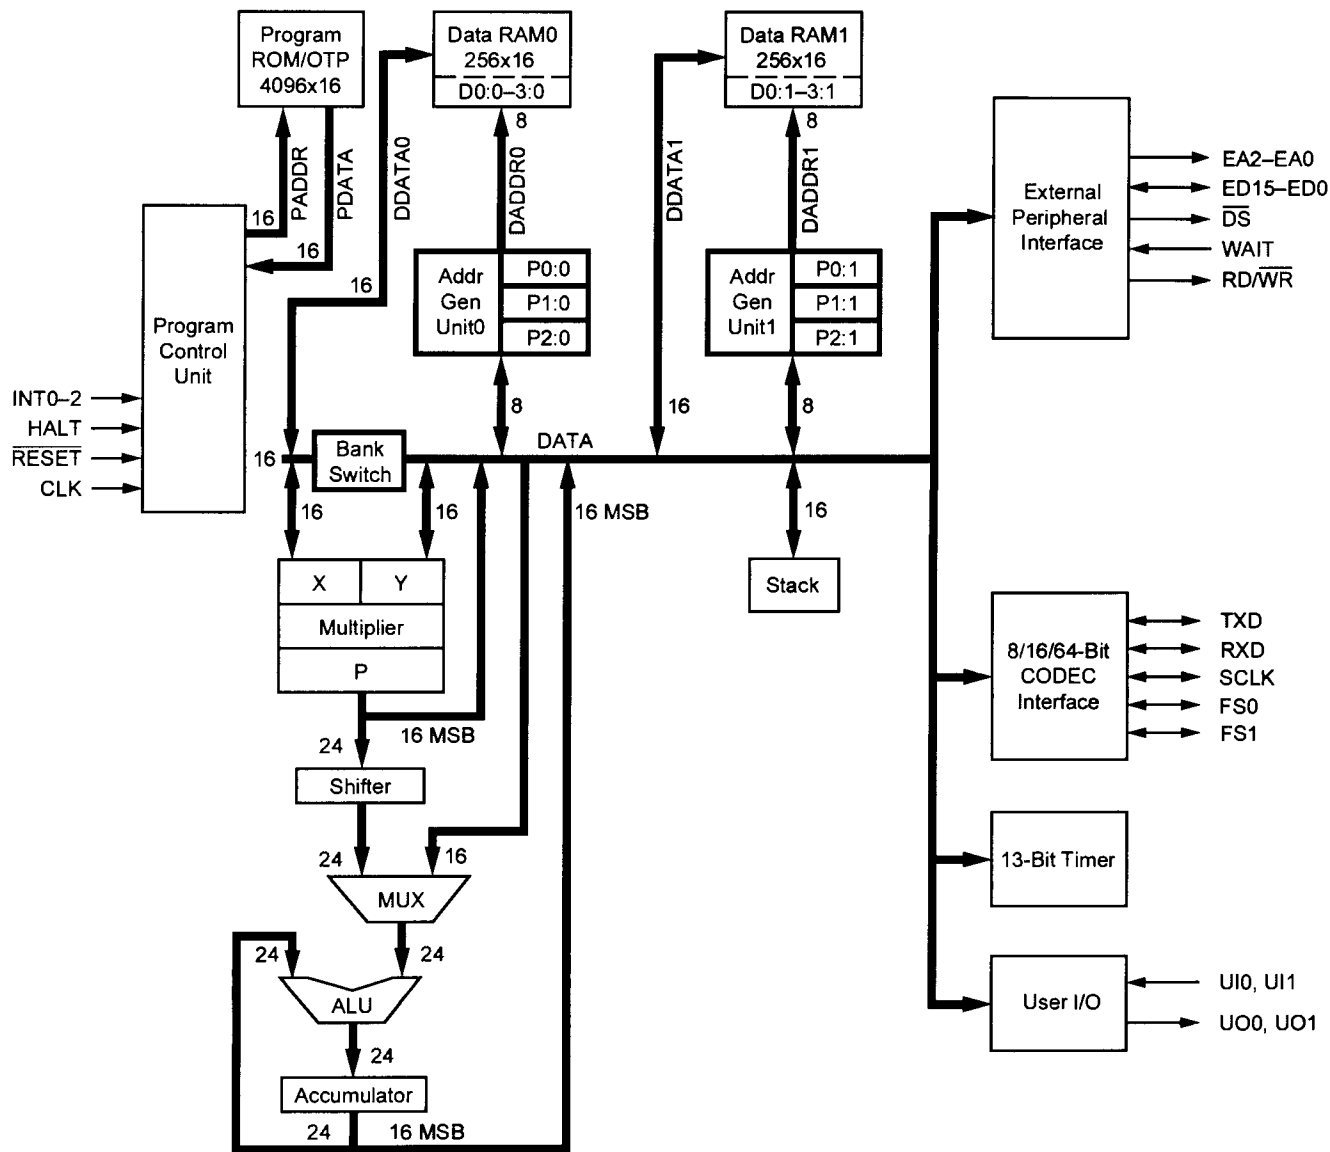 Program
ROM/OTP
4096x16
Data RAM0
256x16
D0:0–3:0
Data RAM1
256x16
D0:1–3:1
8
8
PADDR
PDATA
DDATA0
DADDR0
DDATA1
DADDR1
16
16
16
External
Peripheral
Interface
EA2–EA0
ED15–ED0
DS
WAIT
RD/WR
Program
Control
Unit
Addr
Gen
Unit0
P0:0
P1:0
P2:0
Addr
Gen
Unit1
P0:1
P1:1
P2:1
INT0–2
HALT
RESET
CLK
8
16
8
16
Bank
Switch
DATA
16
16
16 MSB
16
X
Y
Multiplier
P
Stack
16 MSB
24
Shifter
8/16/64-Bit
CODEC
Interface
TXD
RXD
SCLK
FS0
FS1
24
16
MUX
13-Bit Timer
24
24
ALU
24
Accumulator
24
16 MSB
User I/O
UI0, UI1
UO0, UO1